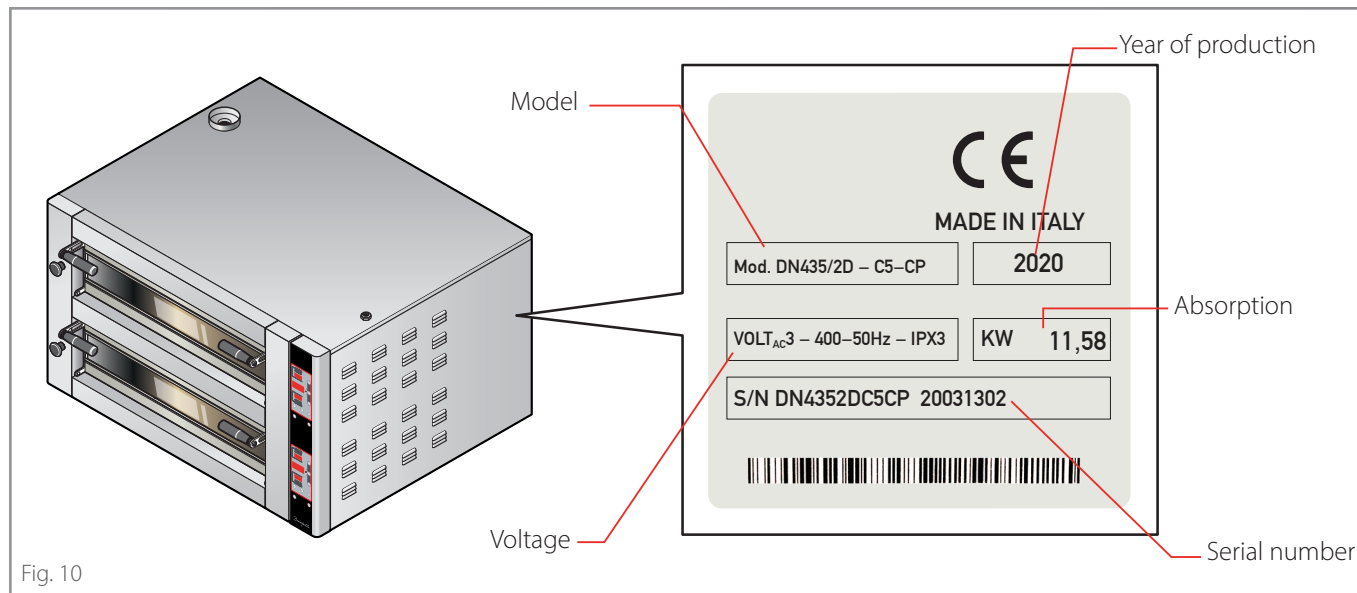 Year of production
Model
CE
MADE IN ITALY
Mod. DN435/2D – C5–CP
2020
Absorption
VOLTAC3 – 400–50Hz – IPX3
KW 11,58
S/N DN4352DC5CP 20031302
Voltage
Serial number
Fig. 10